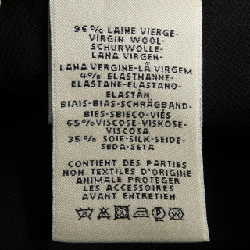 96% LAINE VIERGE-
VIRGIN WOOL-
SCHURWOLLE-
LANA VIRGEN-
LANA VERGINE-LÃ VIRGEM
4% ELASTHANNE-
ELASTANE-ELASTANO-
ELASTAN
BIAIS-BIAS-SCHRÄGBAND-
BIES-SBIECO-VIÉS
65% VISCOSE-VISKOSE-
VISCOSA
35% SOIE-SILK-SEIDE-
SEDA-SETA
CONTIENT DES PARTIES
NON TEXTILES D'ORIGINE
ANIMALE PROTÉGER
LES ACCESSOIRES
AVANT ENTRETIEN